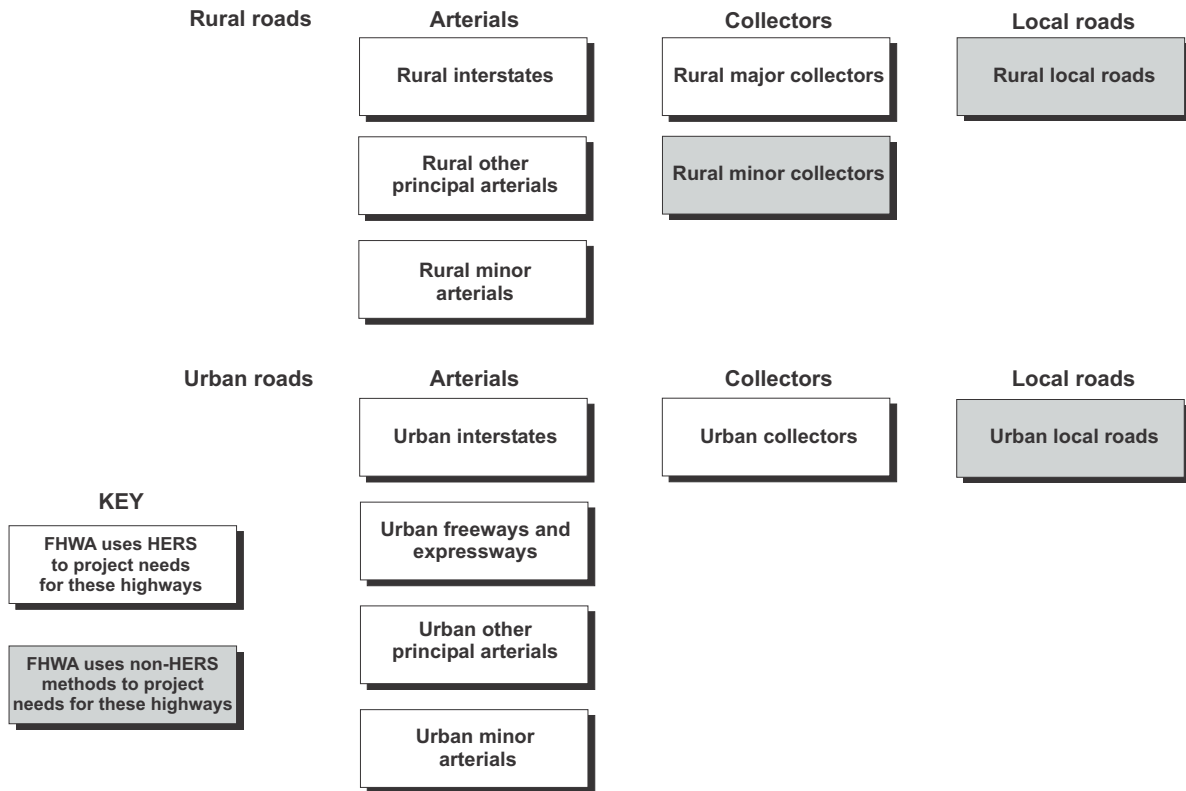 Rural roads
Arterials
Collectors
Local roads
Rural interstates
Rural major collectors
Rural local roads
Rural other
principal arterials
Rural minor collectors
Rural minor
arterials
Urban roads
Arterials
Collectors
Local roads
Urban interstates
Urban collectors
Urban local roads
Urban freeways and
expressways
Urban other
principal arterials
Urban minor
arterials
KEY
FHWA uses HERS
to project needs
for these highways
FHWA uses non-HERS
methods to project
needs for these highways